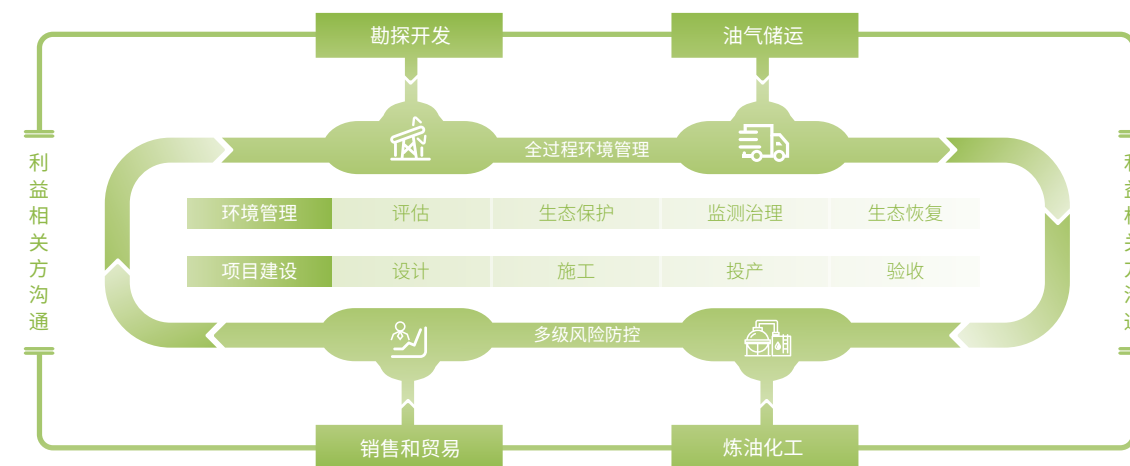 勘探开发
油气储运
全过程环境管理
利益相关方沟通
环境管理 评估 生态保护 监测治理 生态恢复
项目建设 设计 施工 投产 验收
多级风险防控
销售和贸易
炼油化工